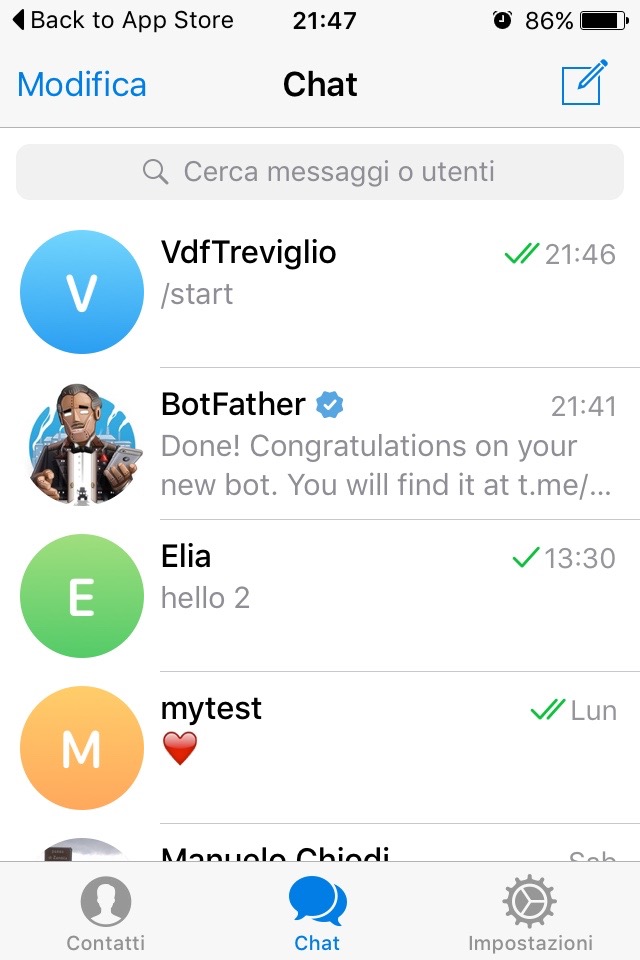 Back to App Store 21:47 86%
Modifica Chat
Cerca messaggi o utenti
V
VdfTreviglio 21:46
/start
BotFather 21:41
Done! Congratulations on your
new bot. You will find it at t.me/...
E
Elia 13:30
hello 2
M
mytest Lun
Manuelo Chiodi Sab
Contatti Chat Impostazioni